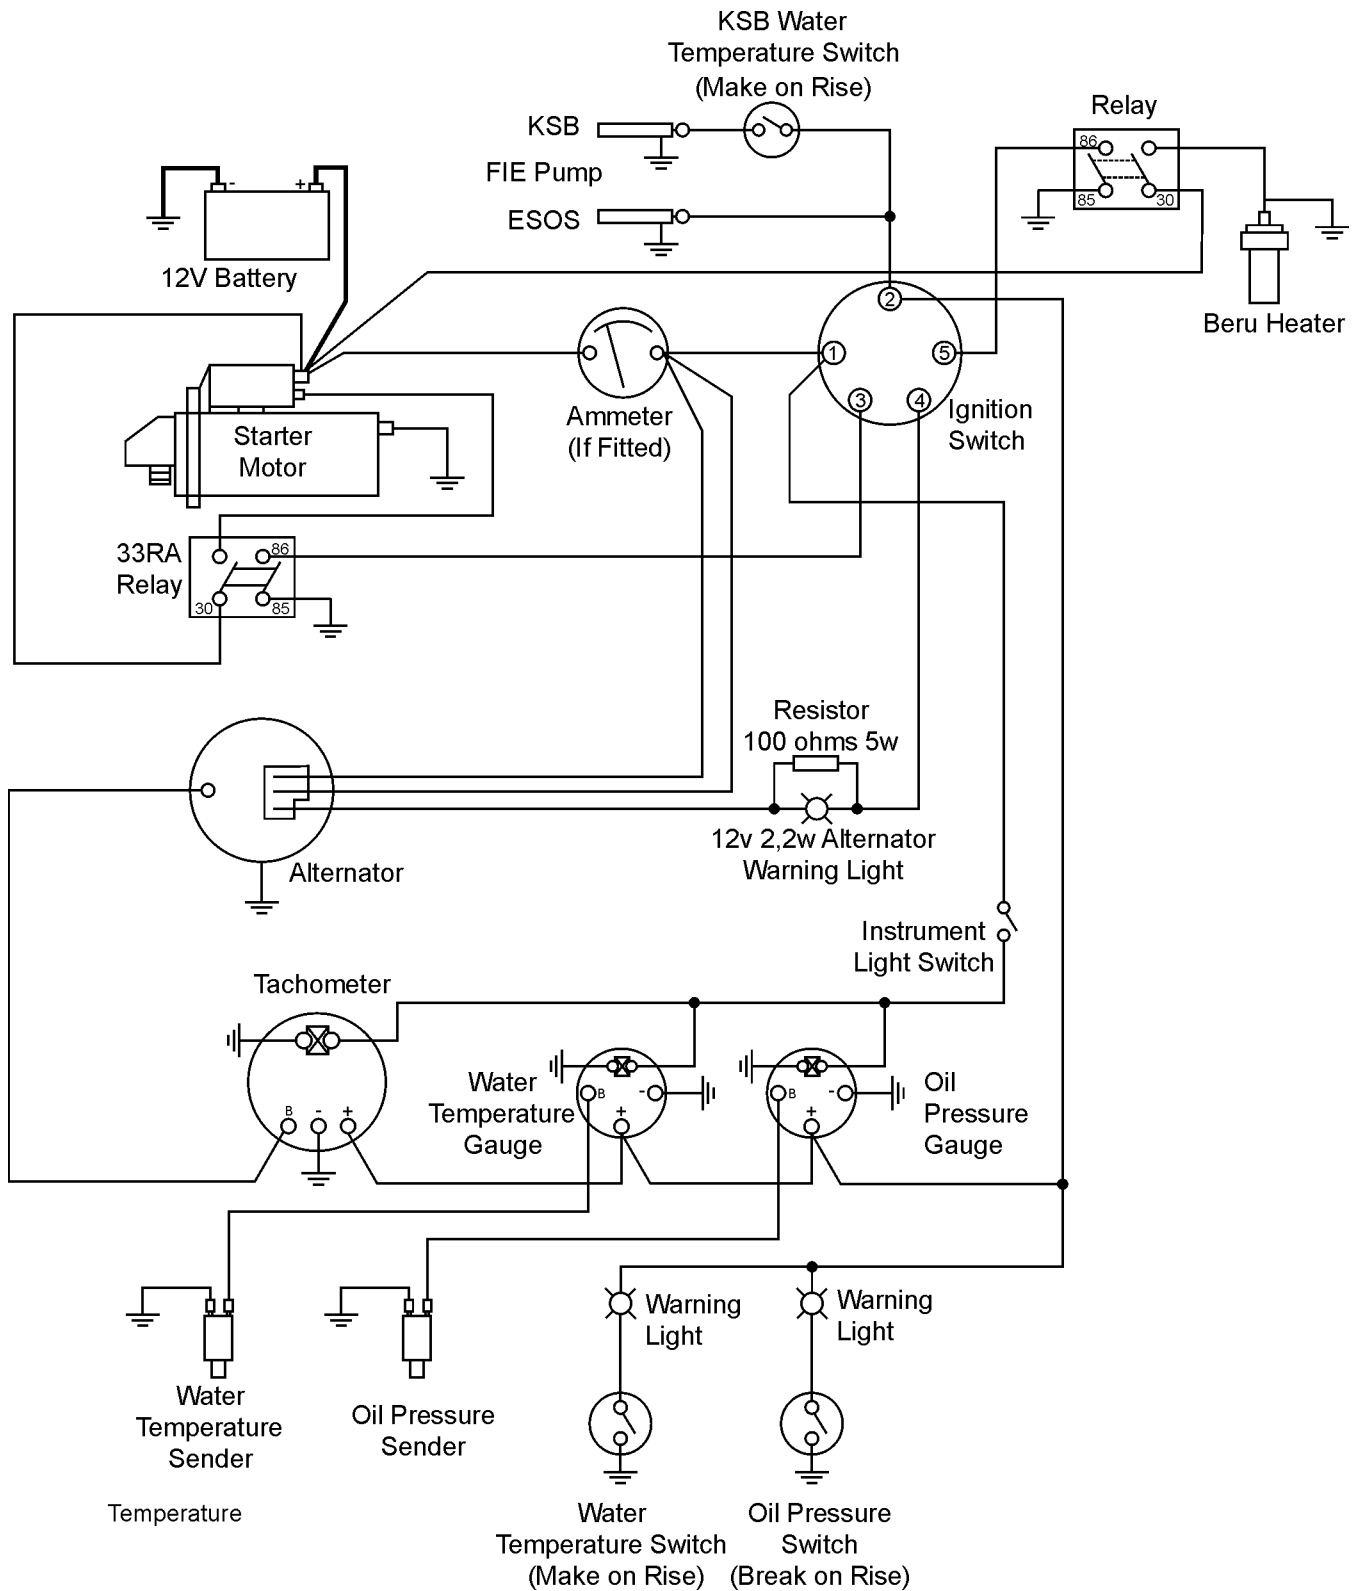 KSB Water
Temperature Switch
(Make on Rise)
KSB
FIE Pump
ESOS
Relay
86
85
30
Beru Heater
-
+
12V Battery
2
1
5
3
4
Ignition
Switch
Ammeter
(If Fitted)
Starter
Motor
33RA
Relay
86
30
85
Resistor
100 ohms 5w
12v 2,2w Alternator
Warning Light
Alternator
Instrument
Light Switch
Tachometer
B
-
+
Water
Temperature
Gauge
B
-
+
Oil
Pressure
Gauge
B
-
+
Warning
Light
Warning
Light
Water
Temperature
Sender
Oil Pressure
Sender
Temperature
Water
Temperature Switch
(Make on Rise)
Oil Pressure
Switch
(Break on Rise)